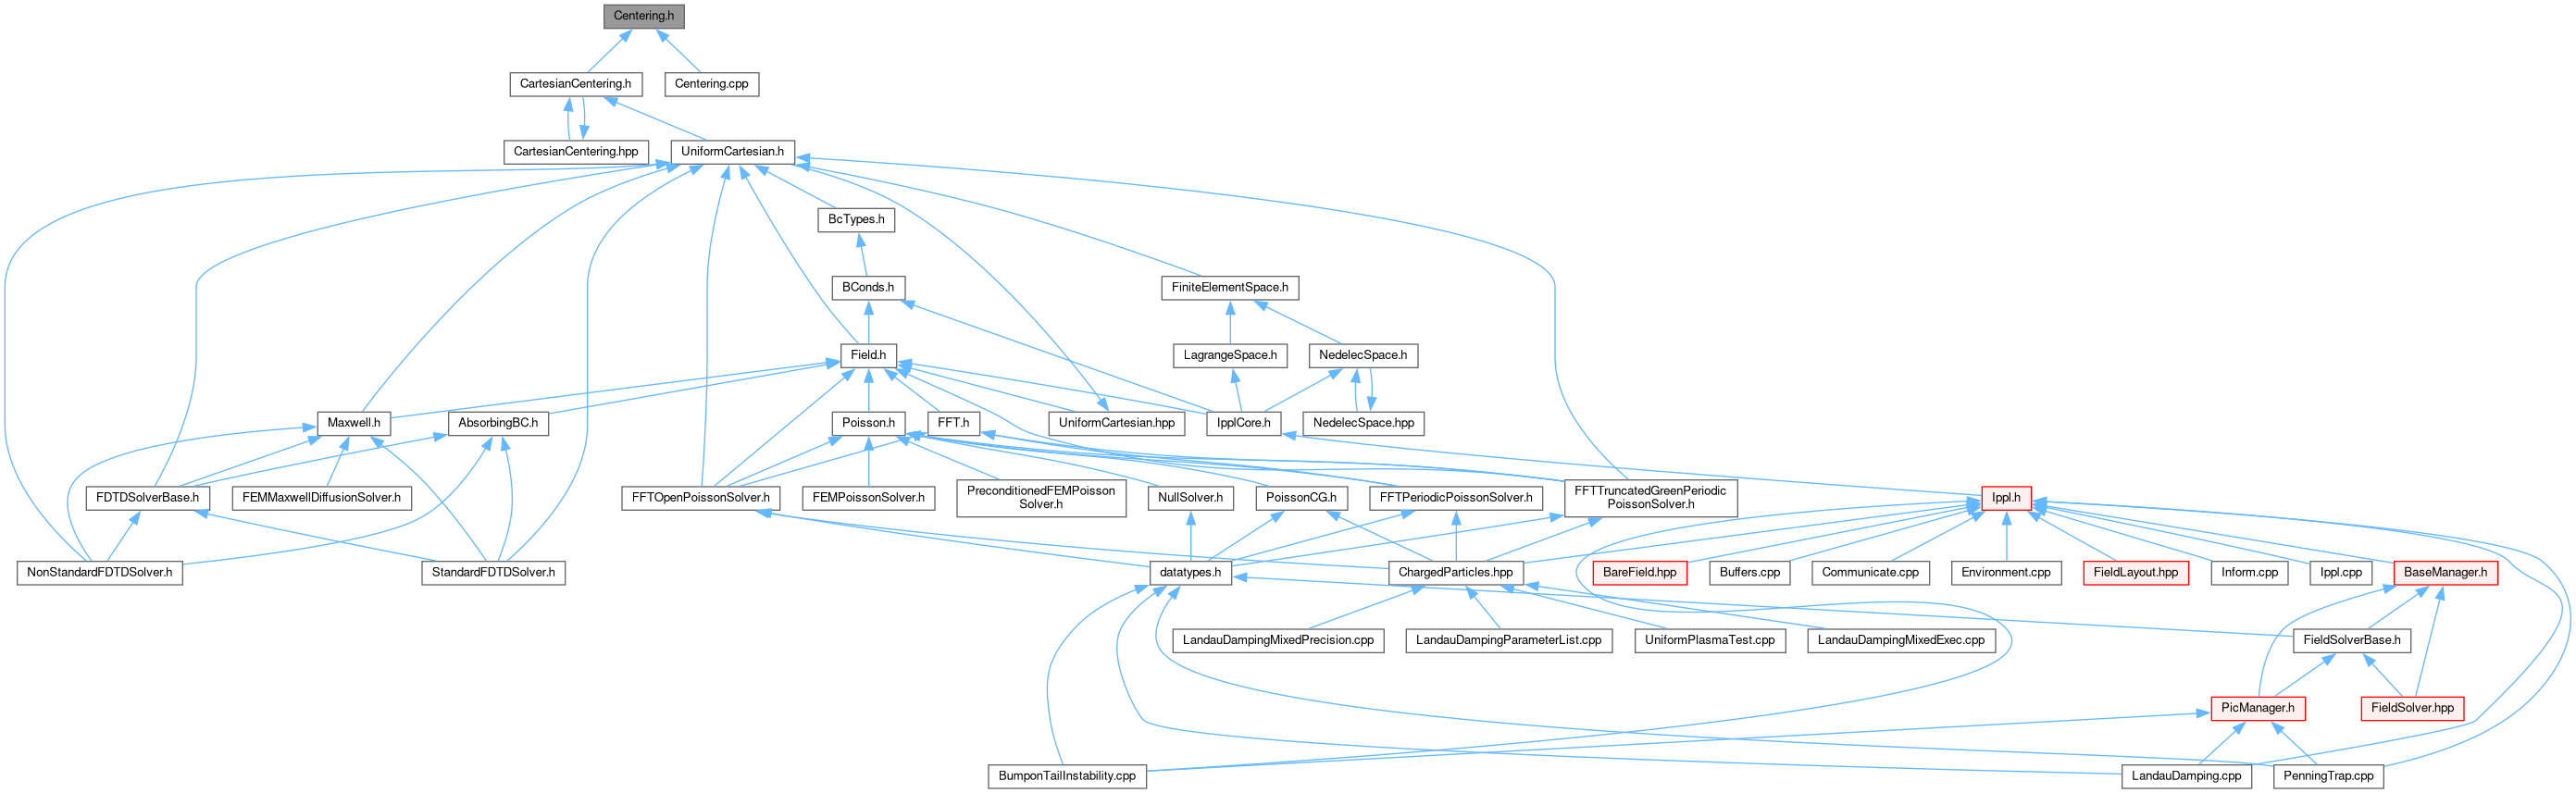 Centering.h
CartesianCentering.h
Centering.cpp
CartesianCentering.hpp
UniformCartesian.h
BcTypes.h
BConds.h
FiniteElementSpace.h
Field.h
LagrangeSpace.h
NedelecSpace.h
Maxwell.h
AbsorbingBC.h
Poisson.h
FFT.h
UniformCartesian.hpp
IpplCore.h
NedelecSpace.hpp
FDTDSolverBase.h
FEMMaxwellDiffusionSolver.h
FFTOpenPoissonSolver.h
FEMPoissonSolver.h
PreconditionedFEMPoisson
Solver.h
NullSolver.h
PoissonCG.h
FFTPeriodicPoissonSolver.h
FFTTruncatedGreenPeriodic
PoissonSolver.h
Ippl.h
NonStandardFDTDSolver.h
StandardFDTDSolver.h
datatypes.h
ChargedParticles.hpp
BareField.hpp
Buffers.cpp
Communicate.cpp
Environment.cpp
FieldLayout.hpp
Inform.cpp
Ippl.cpp
BaseManager.h
LandauDampingMixedPrecision.cpp
LandauDampingParameterList.cpp
UniformPlasmaTest.cpp
LandauDampingMixedExec.cpp
FieldSolverBase.h
PicManager.h
FieldSolver.hpp
BumponTailInstability.cpp
LandauDamping.cpp
PenningTrap.cpp